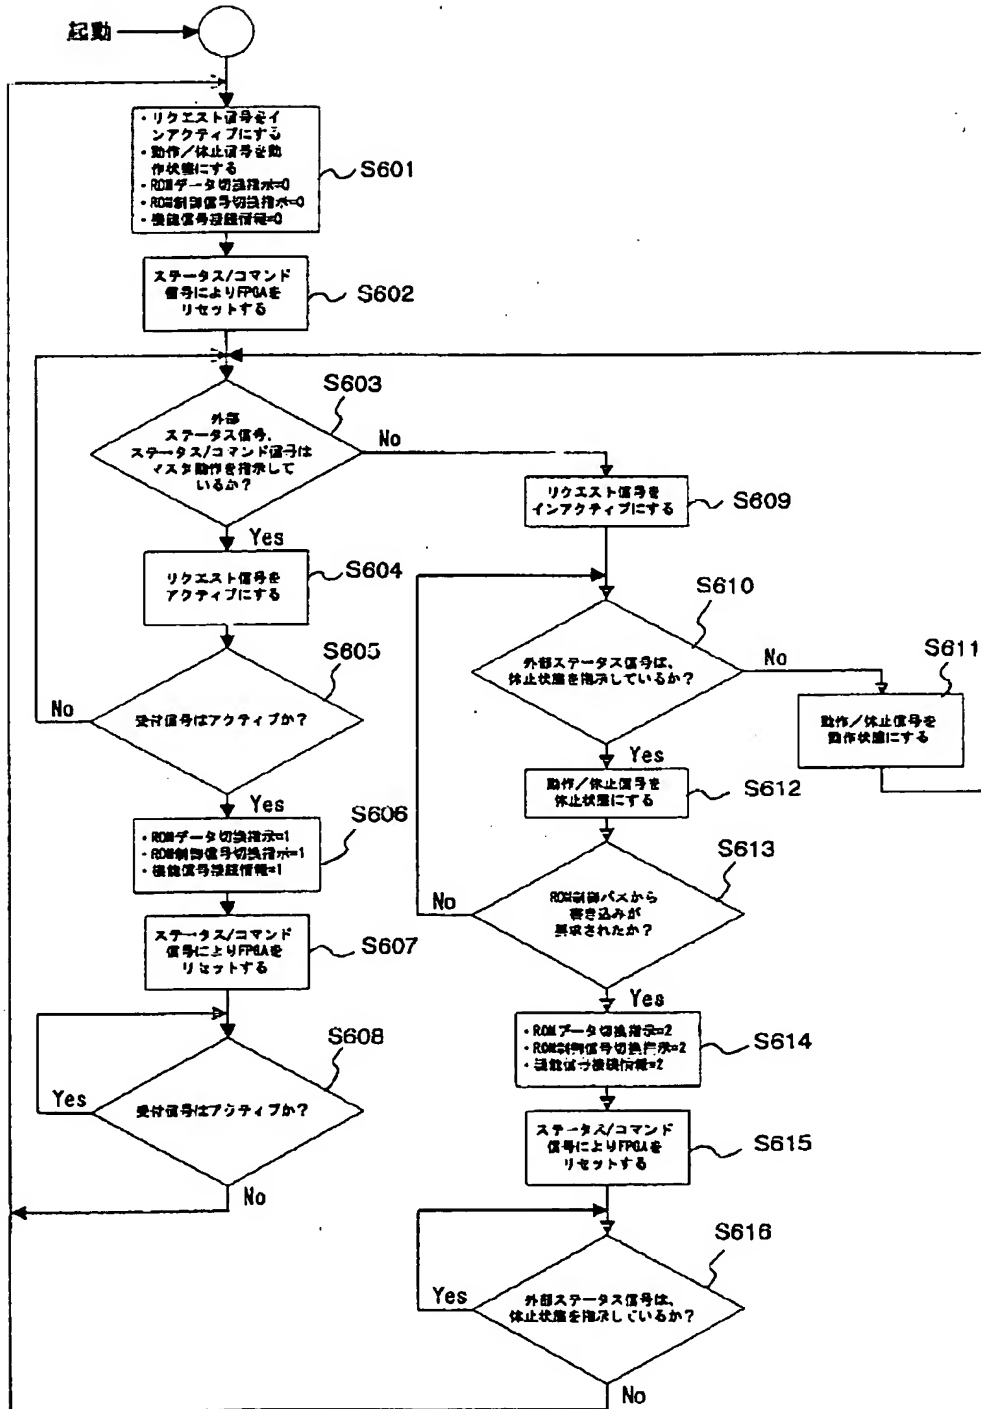 起動
・リクエスト信号をイ
ンアクティブにする
・動作／休止信号を動
作状態にする
・ROMデータ切換指示=0
・ROM制御信号切換指示=0
・機能信号接続情報=0
S601
ステータス/コマンド
信号によりFPGAを
リセットする
S602
S603
外部
ステータス信号、
ステータス/コマンド信号は
マスタ動作を指示して
いるか？
No
Yes
リクエスト信号を
インアクティブにする
S609
リクエスト信号を
アクティブにする
S604
S610
外部ステータス信号は、
休止状態を指示しているか？
No
Yes
S611
動作／休止信号を
動作状態にする
S605
受付信号はアクティブか？
No
Yes
動作／休止信号を
休止状態にする
S612
S606
・ROMデータ切換指示=1
・ROM制御信号切換指示=1
・機能信号接続情報=1
S613
ROM制御バスから
書き込みが
要求されたか？
No
Yes
ステータス/コマンド
信号によりFPGAを
リセットする
S607
・ROMデータ切換指示=2
・ROM制御信号切換指示=2
・機能信号接続情報=2
S614
S608
受付信号はアクティブか？
Yes
No
ステータス/コマンド
信号によりFPGAを
リセットする
S615
S616
外部ステータス信号は、
休止状態を指示しているか？
Yes
No